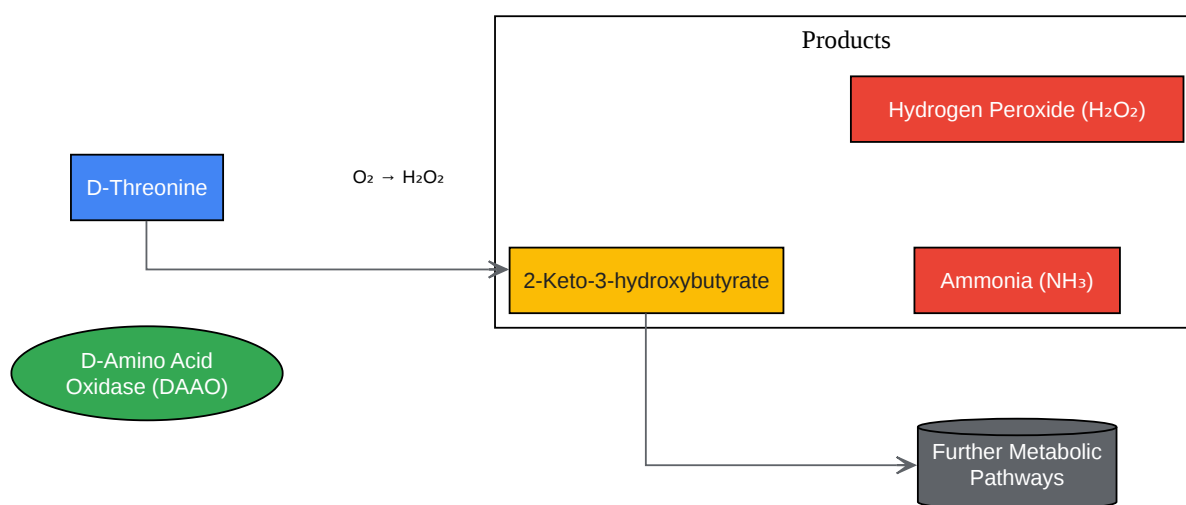 Products
Hydrogen Peroxide (H₂O₂)
D-Threonine
O₂ → H₂O₂
2-Keto-3-hydroxybutyrate
Ammonia (NH₃)
D-Amino Acid
Oxidase (DAAO)
Further Metabolic
Pathways